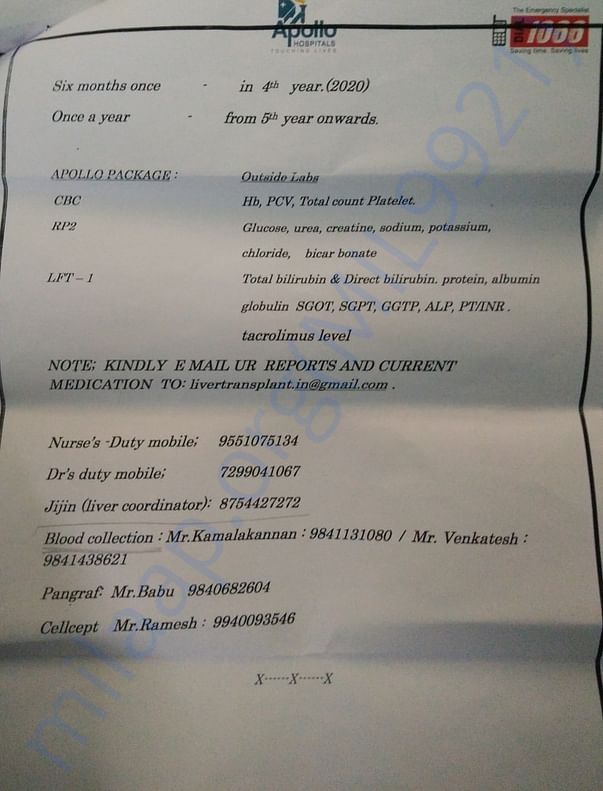 Apollo
HOSPITALS
TOUCHING LIVES
The Emergency Specialist
DIAL 1066
Saving time. Saving lives
Six months once - in 4th year.(2020)
Once a year - from 5th year onwards.
APOLLO PACKAGE : Outside Labs
CBC Hb, PCV, Total count Platelet.
RP2 Glucose, urea, creatine, sodium, potassium,
chloride, bicar bonate
LFT – 1 Total bilirubin & Direct bilirubin. protein, albumin
globulin SGOT, SGPT, GGTP, ALP, PT/INR .
tacrolimus level
NOTE; KINDLY E MAIL UR REPORTS AND CURRENT
MEDICATION TO: livertransplant.in@gmail.com .
Nurse's -Duty mobile; 9551075134
Dr's duty mobile; 7299041067
Jijin (liver coordinator): 8754427272
Blood collection : Mr.Kamalakannan : 9841131080 / Mr. Venkatesh :
9841438621
Pangraf: Mr.Babu 9840682604
Cellcept Mr.Ramesh : 9940093546
X------X------X